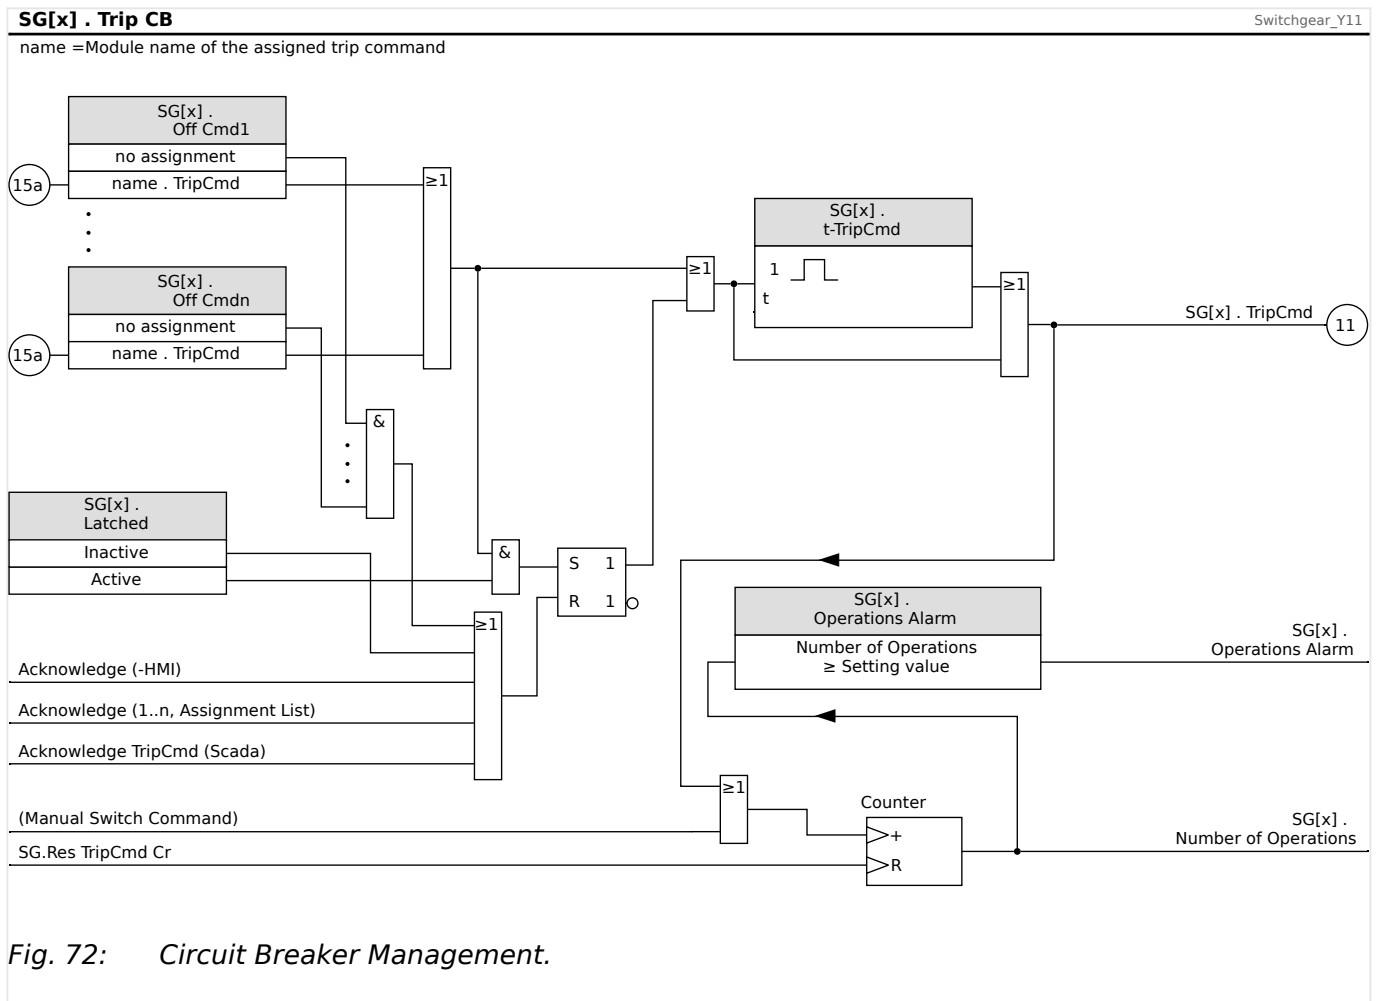 SG[x] . Trip CB
Switchgear_Y11
name =Module name of the assigned trip command
SG[x] .
Off Cmd1
no assignment
15a
name . TripCmd
≥1
SG[x] .
Off Cmdn
no assignment
15a
name . TripCmd
≥1
SG[x] .
t-TripCmd
1
t
≥1
SG[x] . TripCmd
11
&
SG[x] .
Latched
Inactive
Active
&
S 1
R 1
≥1
Acknowledge (-HMI)
Acknowledge (1..n, Assignment List)
Acknowledge TripCmd (Scada)
SG[x] .
Operations Alarm
Number of Operations
≥ Setting value
SG[x] .
Operations Alarm
≥1
(Manual Switch Command)
SG.Res TripCmd Cr
Counter
+
R
SG[x] .
Number of Operations
Fig. 72: Circuit Breaker Management.